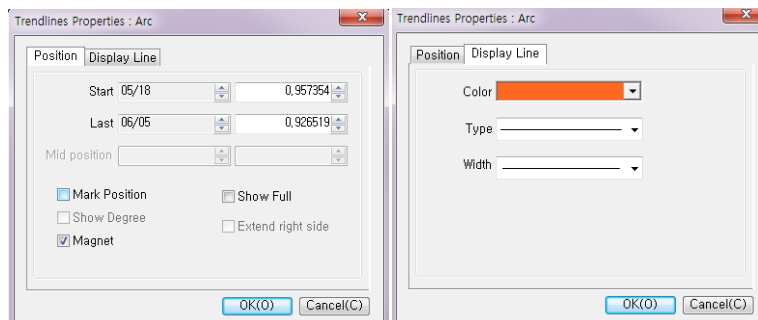 Trendlines Properties : Arc
Position Display Line
Start 05/18 0,957354
Last 06/05 0,926519
Mid position
Mark Position Show Full
Show Degree Extend right side
Magnet
OK(O) Cancel(C)
Trendlines Properties : Arc
Position Display Line
Color
Type
Width
OK(O) Cancel(C)